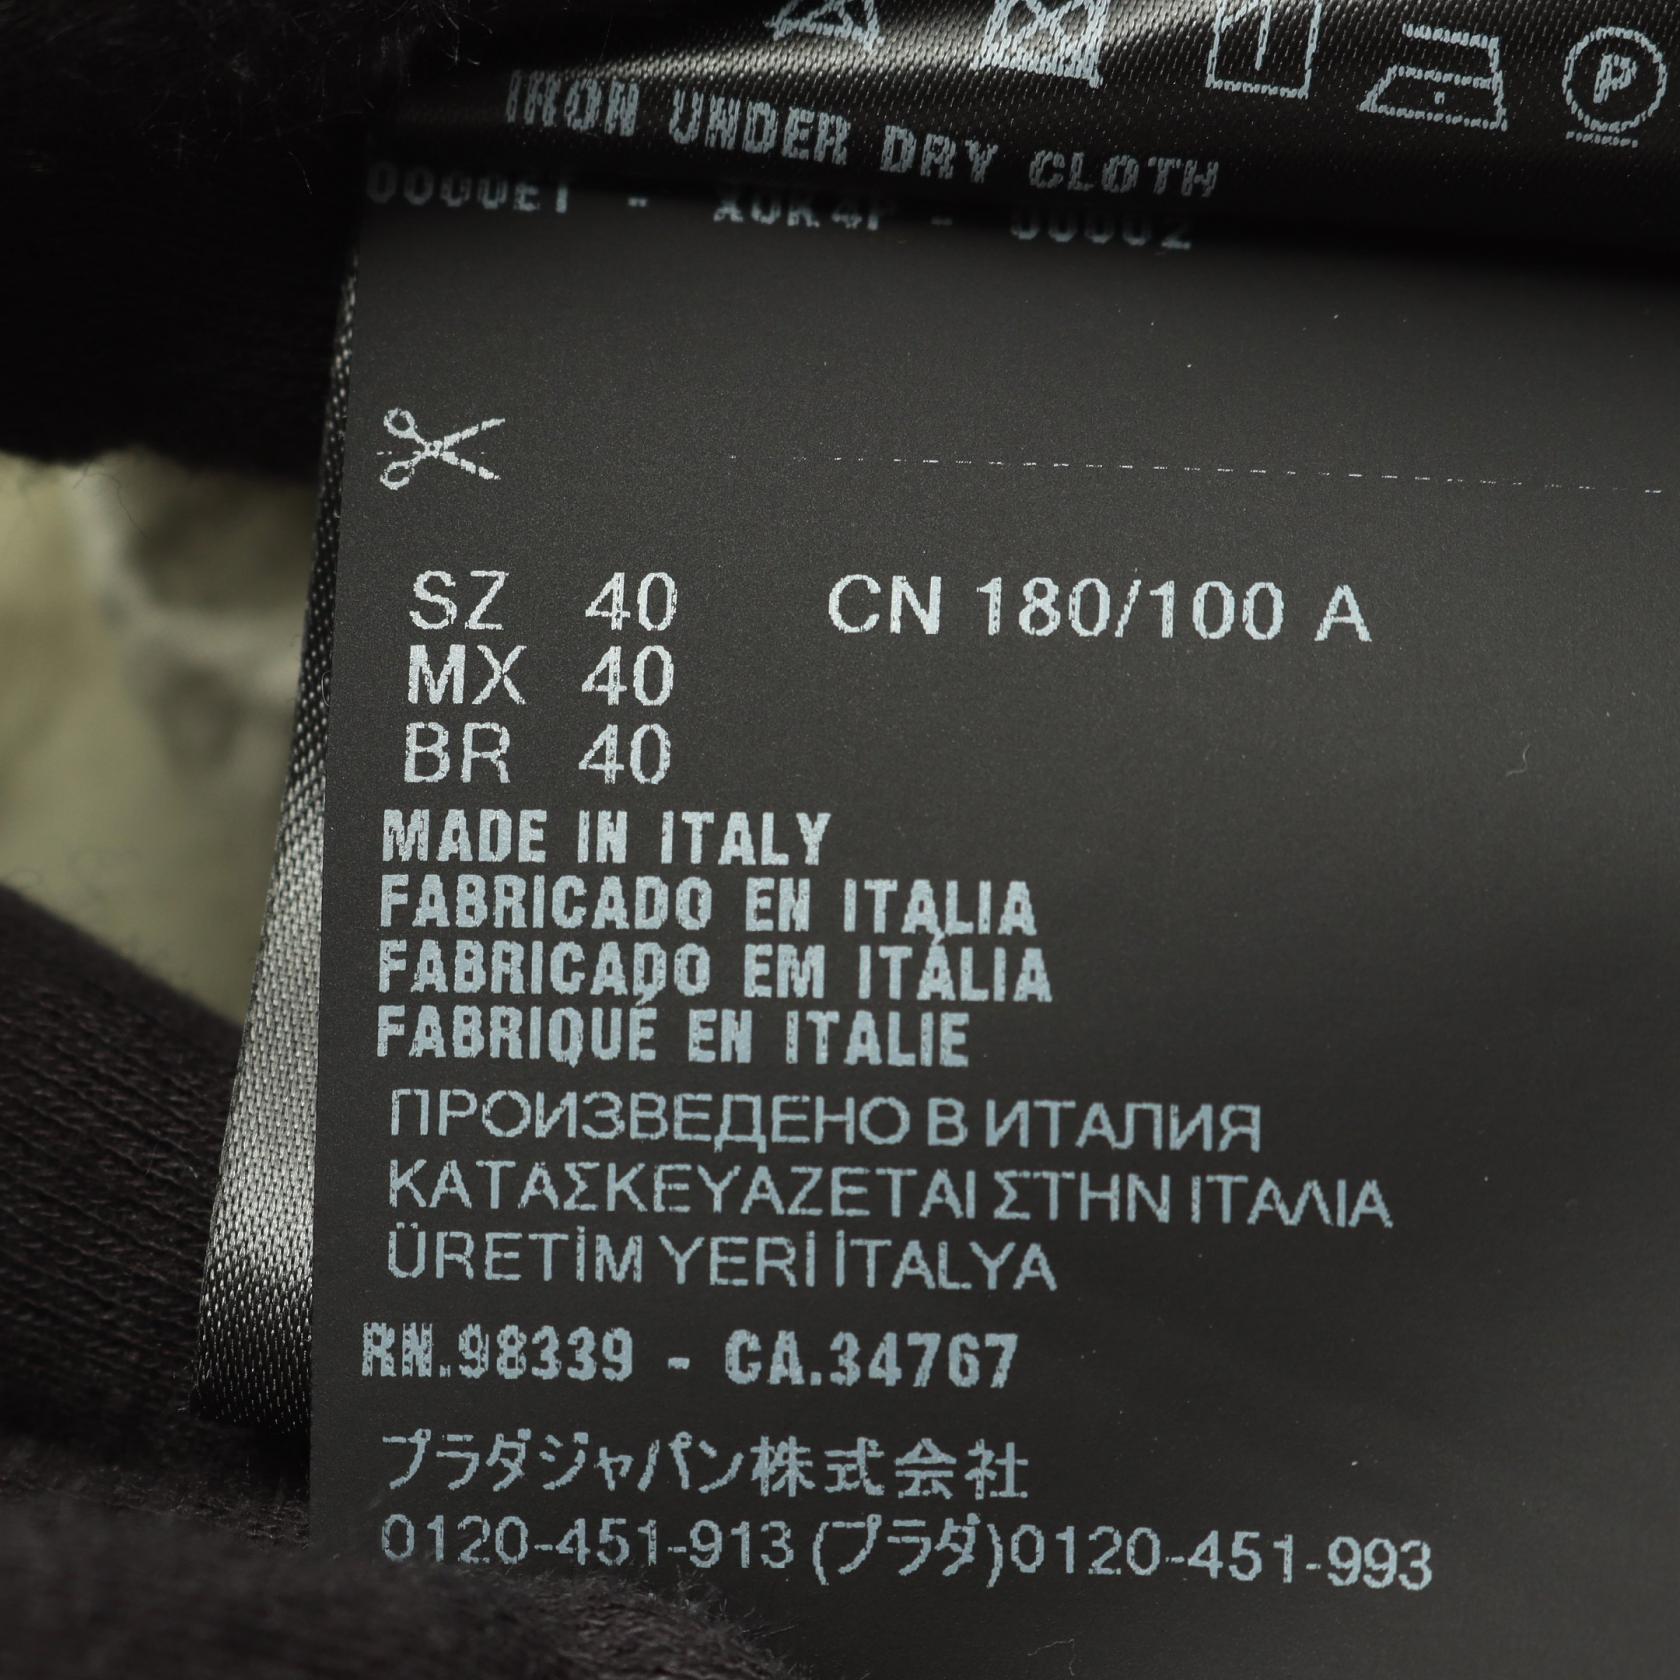 IRON UNDER DRY CLOTH
SZ 40 CN 180/100 A
MX 40
BR 40
MADE IN ITALY
FABRICADO EN ITALIA
FABRICADO EM ITÁLIA
FABRIQUÉ EN ITALIE
ПРОИЗВЕДЕНО В ИТАЛИЯ
ΚΑΤΑΣΚΕΥΑΖΕΤΑΙ ΣΤΗΝ ΙΤΑΛΙΑ
ÜRETİM YERİ İTALYA
RN.98339 - CA.34767
プラダジャパン株式会社
0120-451-913 (プラダ)0120-451-993